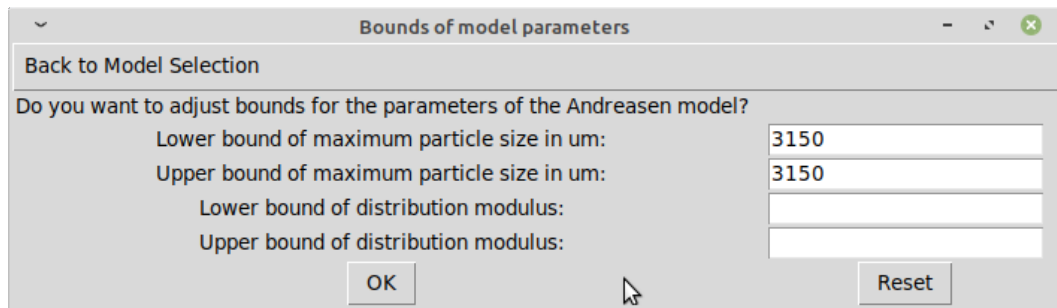 Bounds of model parameters
Back to Model Selection
Do you want to adjust bounds for the parameters of the Andreasen model?
Lower bound of maximum particle size in um: 3150
Upper bound of maximum particle size in um: 3150
Lower bound of distribution modulus:
Upper bound of distribution modulus:
OK Reset